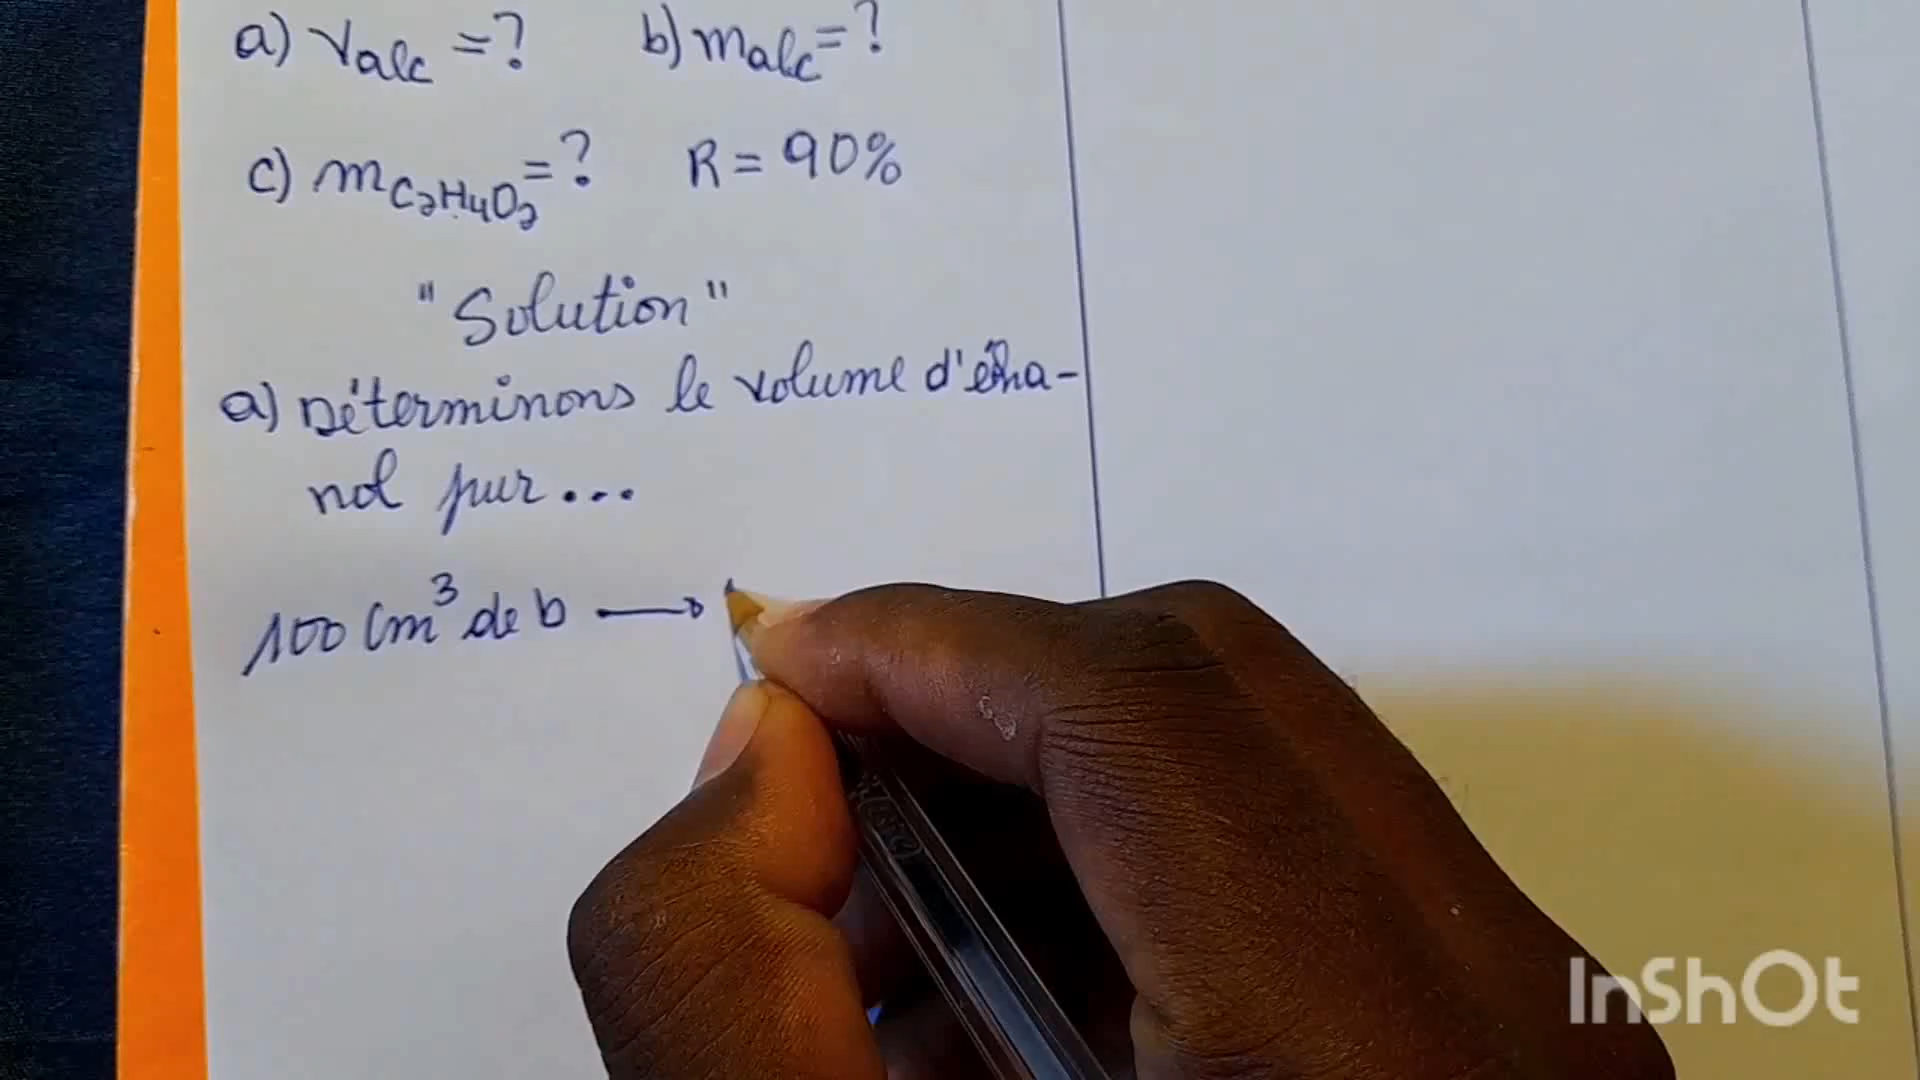 a) Valc = ? b) malc = ?
c) mC2H4O2 = ? R = 90%
"Solution"
a) Déterminons le volume d'étha-
nol pur...
100 Cm³ de b →
InShOt